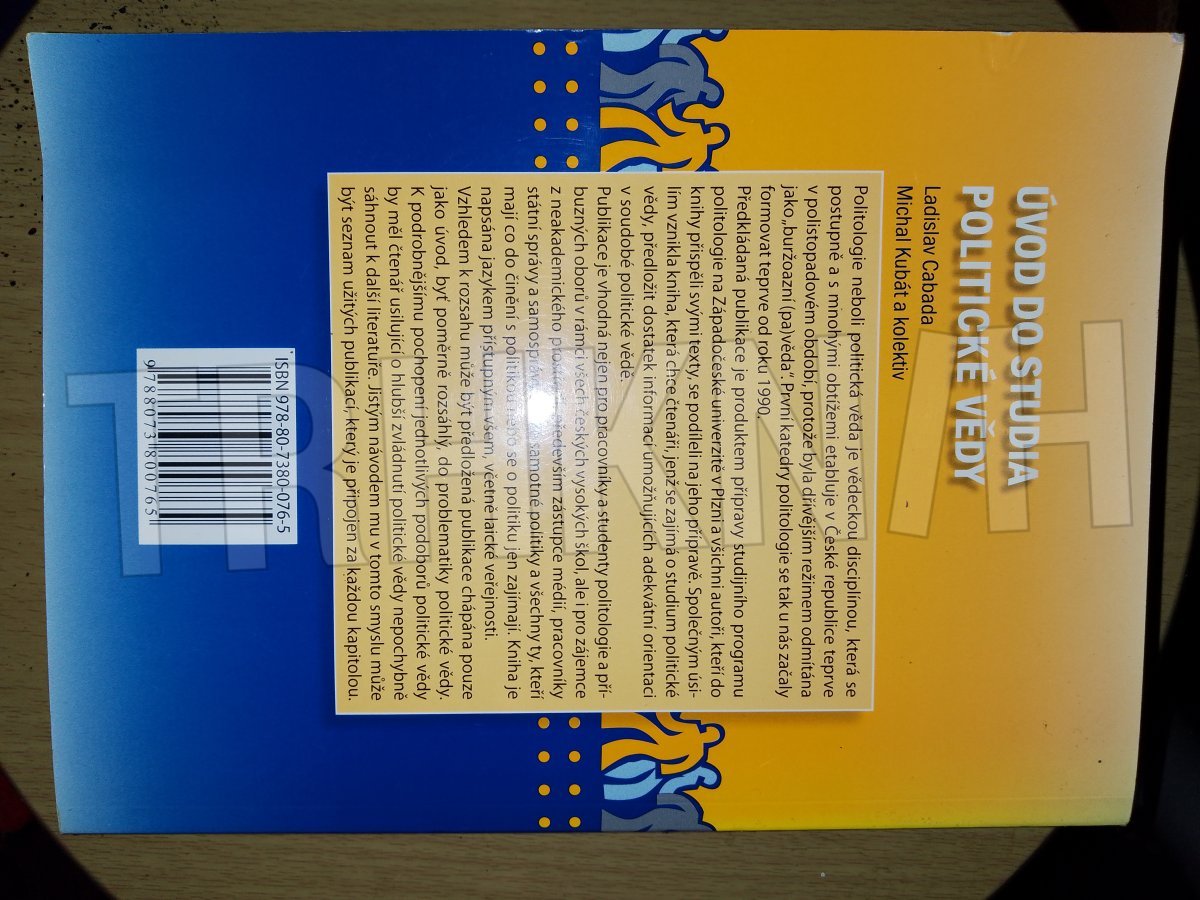 ÚVOD DO STUDIA
POLITICKÉ VĚDY
Ladislav Cabada
Michal Kubát a kolektiv
Politologie neboli politická věda je vědeckou disciplínou, která se
postupně a s mnohými obtížemi etabluje v České republice teprve
v polistopadovém období, protože byla dřívějším režimem odmítána
jako „buržoazní (pa)věda“. První katedry politologie se tak u nás začaly
formovat teprve od roku 1990.
Předkládaná publikace je produktem přípravy studijního programu
politologie na Západočeské univerzitě v Plzni a všichni autoři, kteří do
knihy přispěli svými texty, se podíleli na jeho přípravě. Společným úsi-
lím vznikla kniha, která chce čtenáři, jenž se zajímá o studium politické
vědy, předložit dostatek informací umožňujících adekvátní orientaci
v soudobé politické vědě.
Publikace je vhodná nejen pro pracovníky a studenty politologie a pří-
buzných oborů v rámci všech českých vysokých škol, ale i pro zájemce
z neakademického prostředí, především zástupce médií, pracovníky
státní správy a samosprávy, samotné politiky a všechny ty, kteří
mají co do činění s politikou nebo se o politiku jen zajímají. Kniha je
napsána jazykem přístupným všem, včetně laické veřejnosti.
Vzhledem k rozsahu může být předložená publikace chápána pouze
jako úvod, byť poměrně rozsáhlý, do problematiky politické vědy.
K podrobnějšímu pochopení jednotlivých podoborů politické vědy
by měl čtenář usilující o hlubší zvládnutí politické vědy nepochybně
sáhnout k další literatuře. Jistým návodem mu v tomto smyslu může
být seznam užitých publikací, který je připojen za každou kapitolou.
ISBN 978-80-7380-076-5
9 788073 800765
TREKNIH